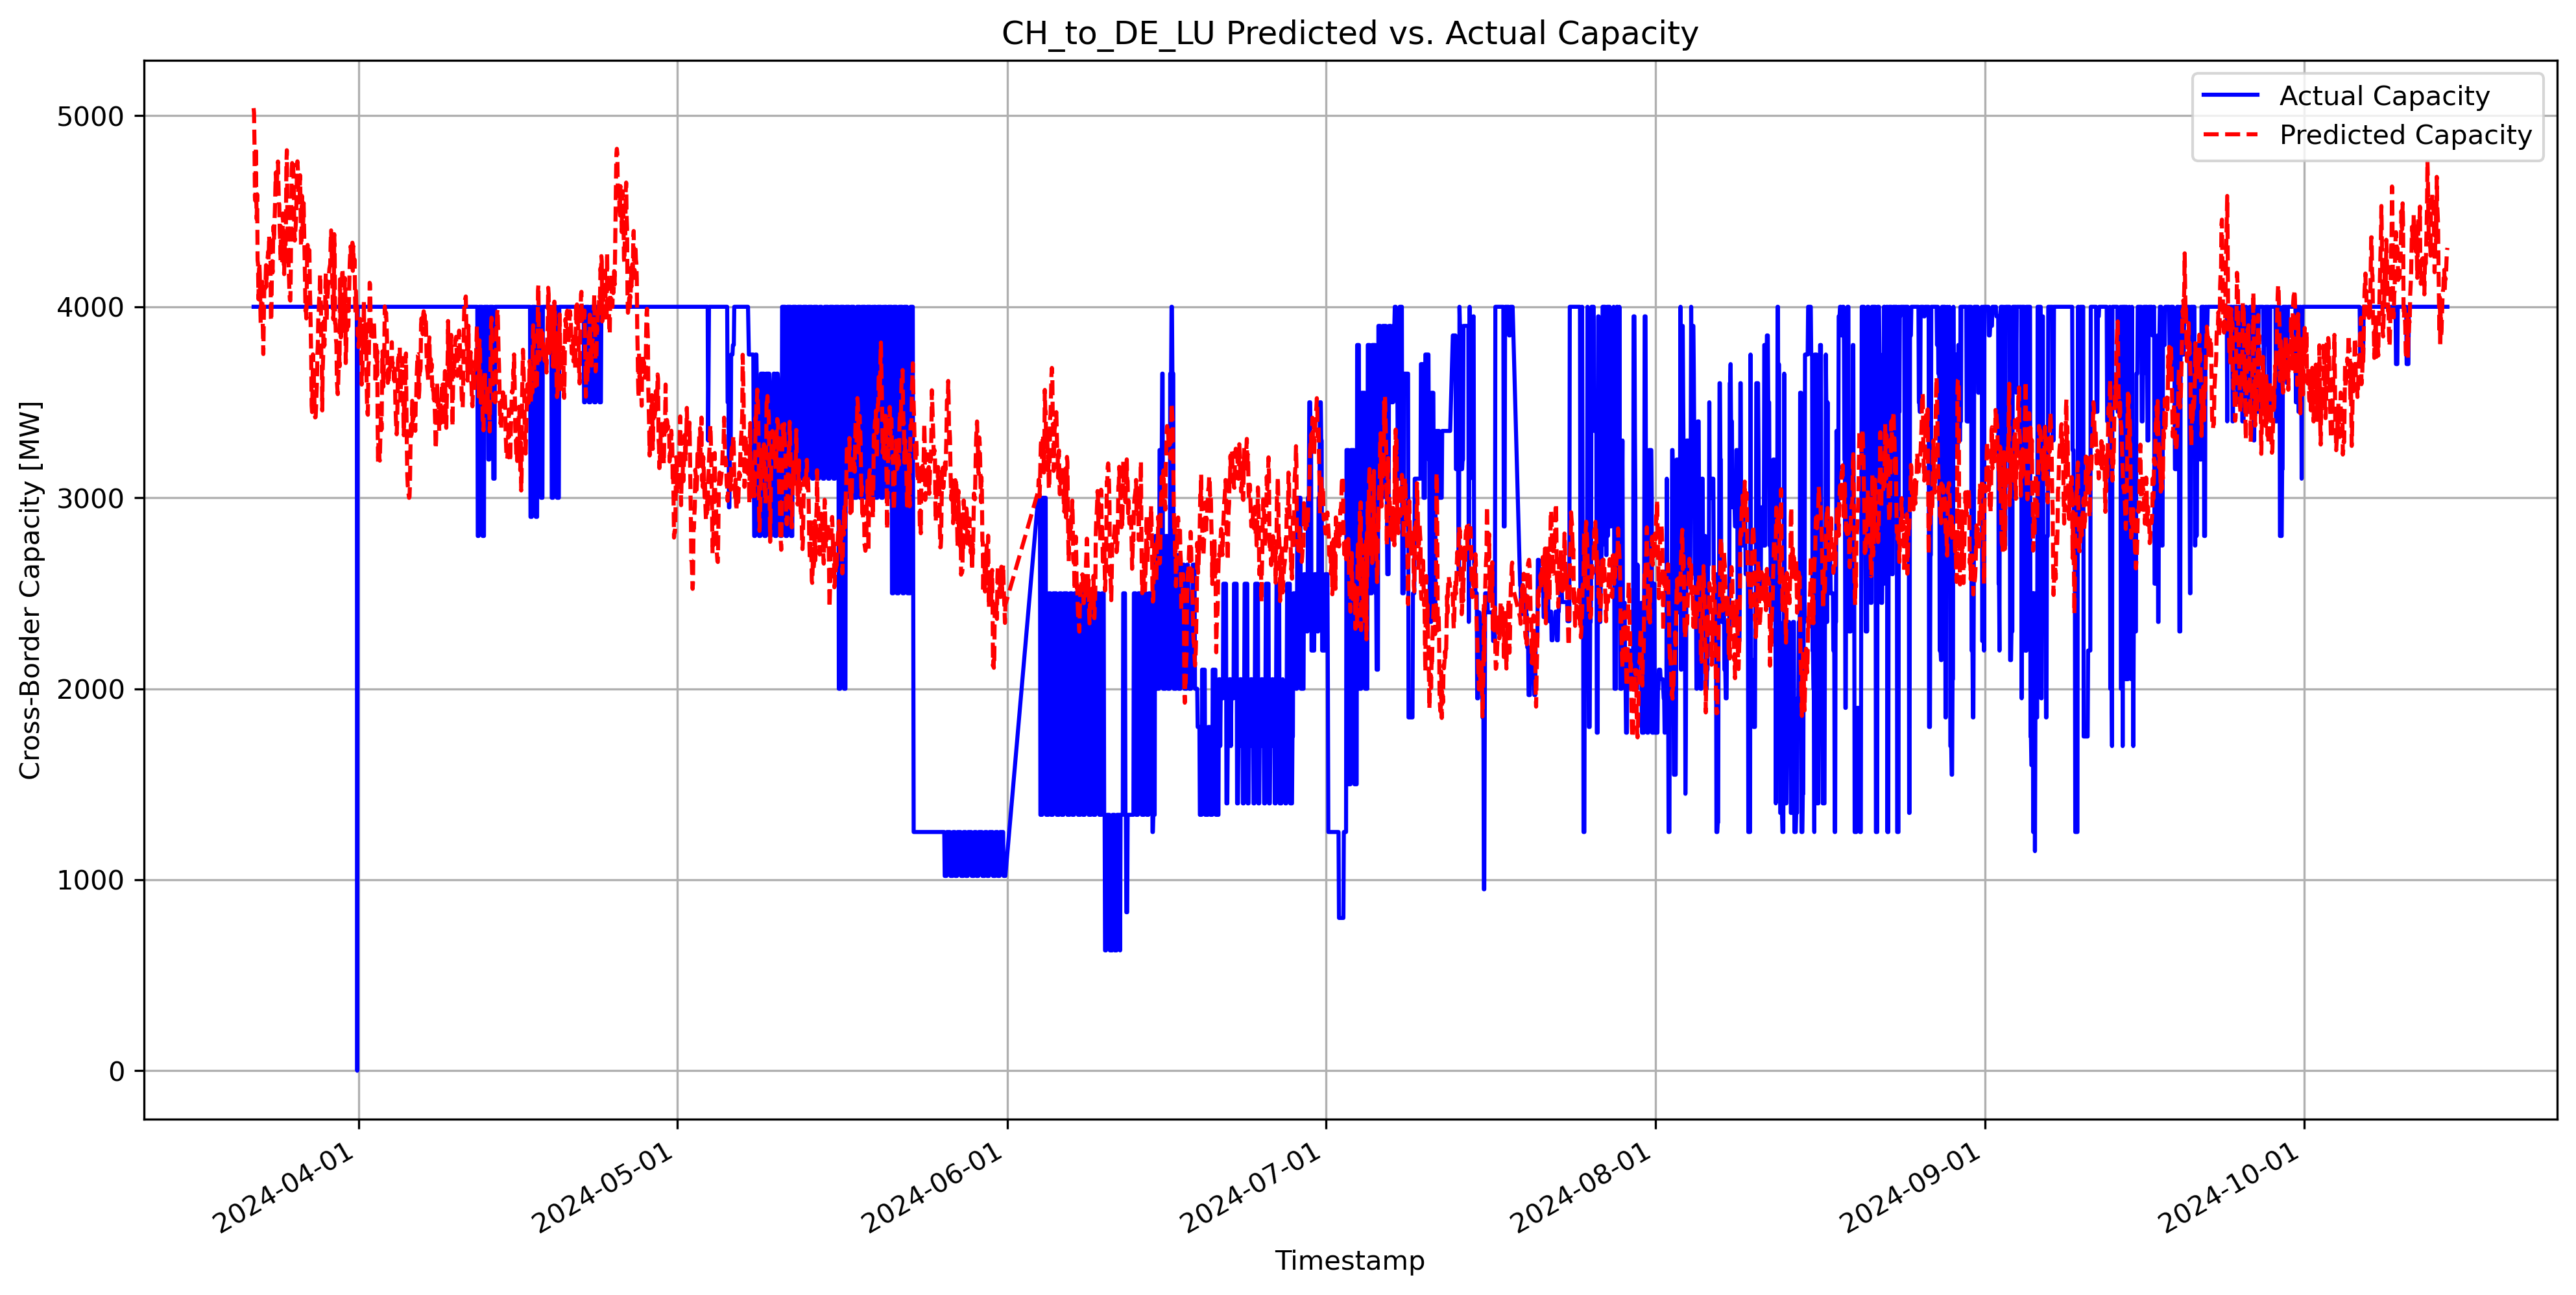 CH_to_DE_LU Predicted vs. Actual Capacity
Actual Capacity
Predicted Capacity
Cross-Border Capacity [MW]
5000
4000
3000
2000
1000
0
2024-04-01
2024-05-01
2024-06-01
2024-07-01
2024-08-01
2024-09-01
2024-10-01
Timestamp